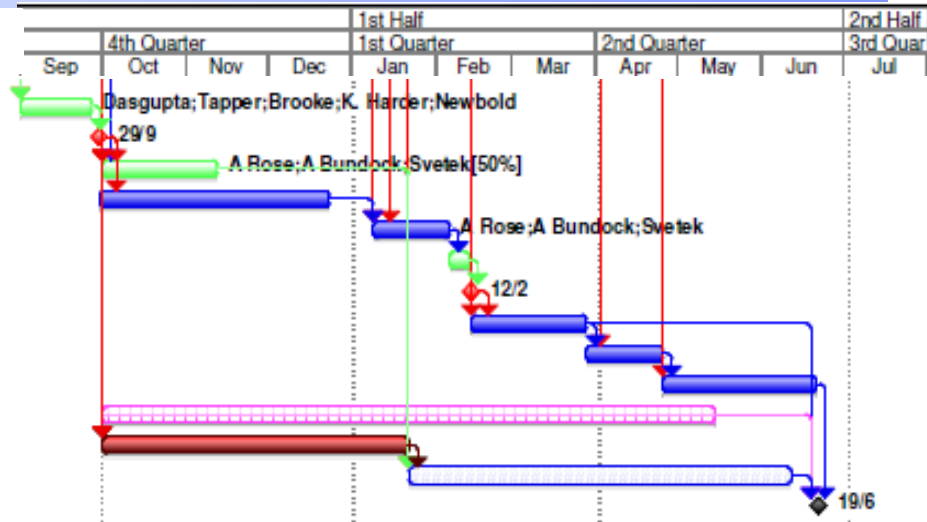 1st Half 2nd Half
4th Quarter 1st Quarter 2nd Quarter 3rd Quar
Sep Oct Nov Dec Jan Feb Mar Apr May Jun Jul
Dasgupta;Tapper;Brooke;K. Harder;Newbold
29/9
A Rose;A Bundock;Svetek[50%]
A Rose;A Bundock;Svetek
12/2
19/6